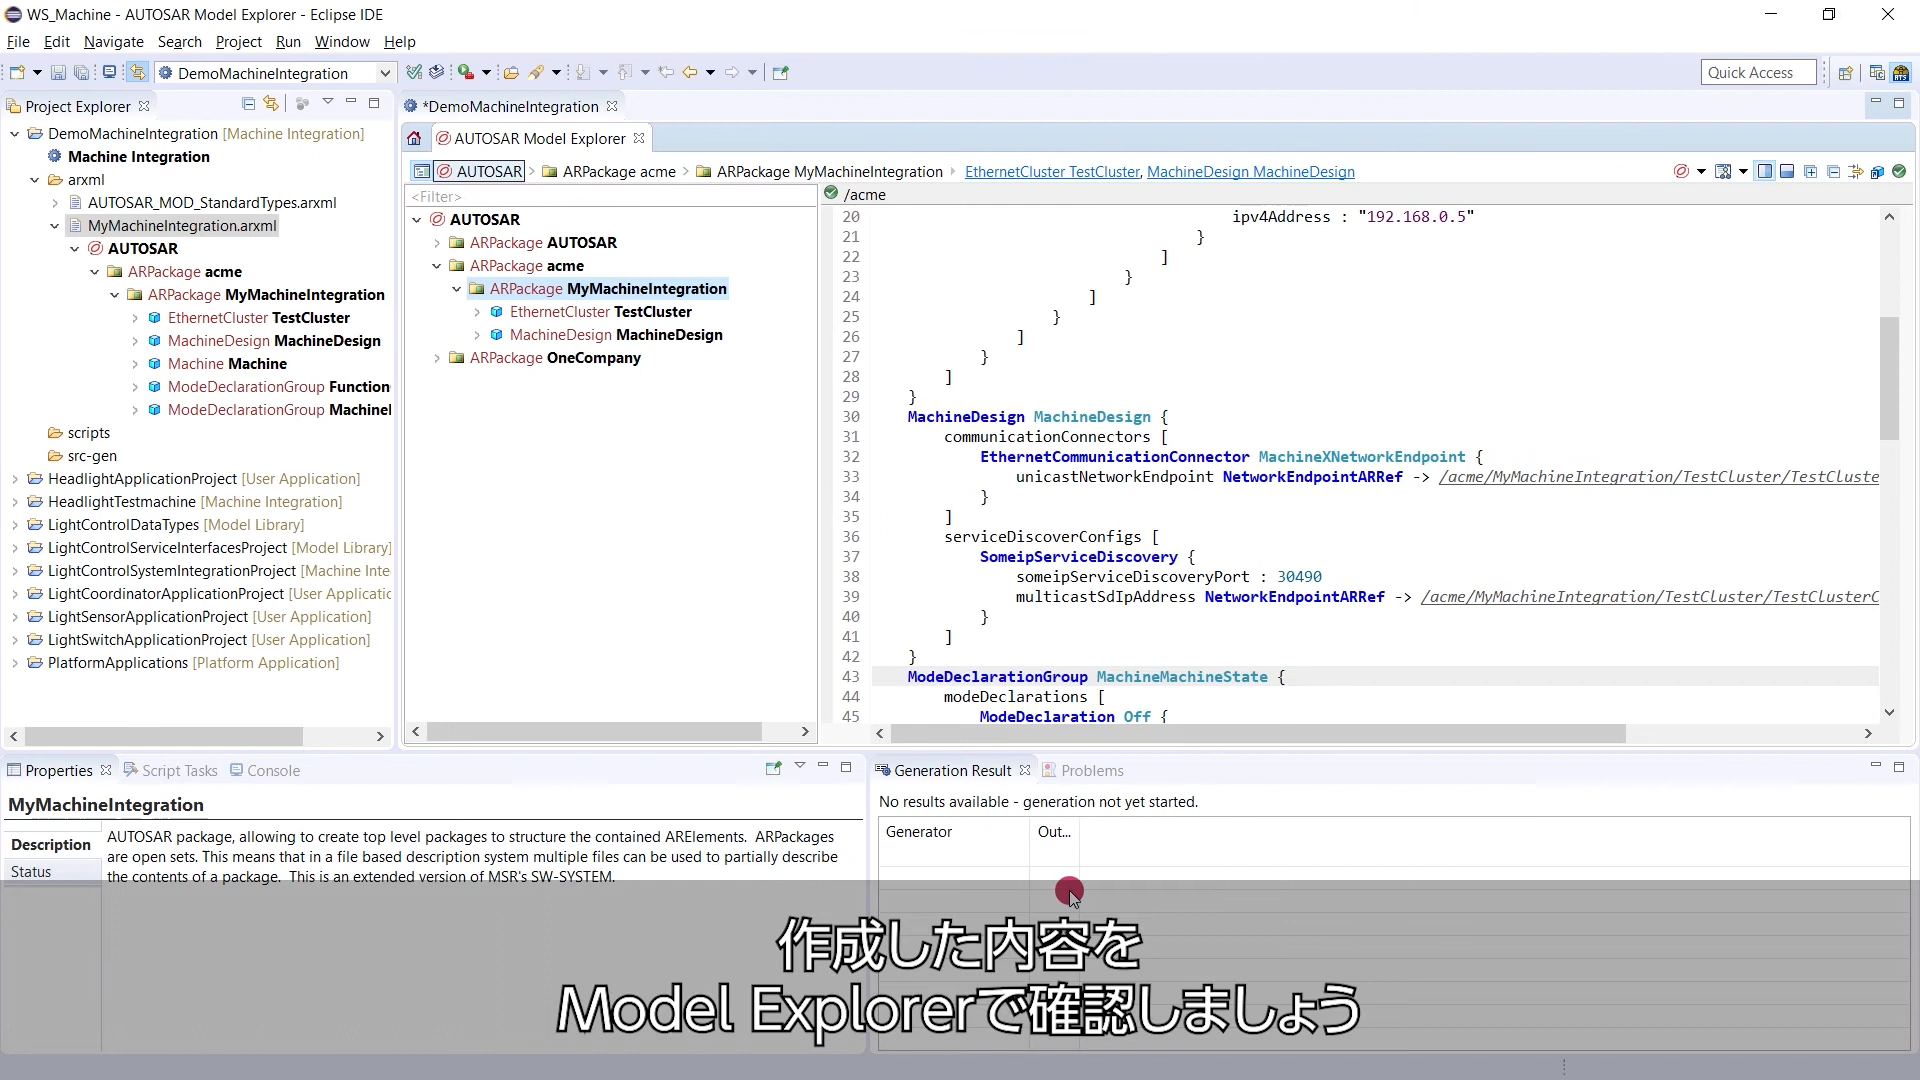 WS_Machine - AUTOSAR Model Explorer - Eclipse IDE
File Edit Navigate Search Project Run Window Help
DemoMachineIntegration
Quick Access
Project Explorer
DemoMachineIntegration [Machine Integration]
Machine Integration
arxml
AUTOSAR_MOD_StandardTypes.arxml
MyMachineIntegration.arxml
AUTOSAR
ARPackage acme
ARPackage MyMachineIntegration
EthernetCluster TestCluster
MachineDesign MachineDesign
Machine Machine
ModeDeclarationGroup Function
ModeDeclarationGroup Machine
scripts
src-gen
HeadlightApplicationProject [User Application]
HeadlightTestmachine [Machine Integration]
LightControlDataTypes [Model Library]
LightControlServiceInterfacesProject [Model Library]
LightControlSystemIntegrationProject [Machine Inte
LightCoordinatorApplicationProject [User Applicatic
LightSensorApplicationProject [User Application]
LightSwitchApplicationProject [User Application]
PlatformApplications [Platform Application]
*DemoMachineIntegration
AUTOSAR Model Explorer
AUTOSAR ARPackage acme ARPackage MyMachineIntegration EthernetCluster TestCluster, MachineDesign MachineDesign
<Filter>
AUTOSAR
ARPackage AUTOSAR
ARPackage acme
ARPackage MyMachineIntegration
EthernetCluster TestCluster
MachineDesign MachineDesign
ARPackage OneCompany
/acme
20 ipv4Address : "192.168.0.5"
21 }
22 ]
23 }
24 ]
25 }
26 ]
27 }
28 ]
29 }
30 MachineDesign MachineDesign {
31 communicationConnectors [
32 EthernetCommunicationConnector MachineXNetworkEndpoint {
33 unicastNetworkEndpoint NetworkEndpointARRef -> /acme/MyMachineIntegration/TestCluster/TestCluste
34 }
35 ]
36 serviceDiscoverConfigs [
37 SomeipServiceDiscovery {
38 someipServiceDiscoveryPort : 30490
39 multicastSdIpAddress NetworkEndpointARRef -> /acme/MyMachineIntegration/TestCluster/TestClusterC
40 }
41 ]
42 }
43 ModeDeclarationGroup MachineMachineState {
44 modeDeclarations [
45 ModeDeclaration Off {
Properties Script Tasks Console
MyMachineIntegration
Description
Status
AUTOSAR package, allowing to create top level packages to structure the contained ARElements. ARPackages
are open sets. This means that in a file based description system multiple files can be used to partially describe
the contents of a package. This is an extended version of MSR's SW-SYSTEM.
Generation Result Problems
No results available - generation not yet started.
Generator Out...
作成した内容を
Model Explorerで確認しましょう